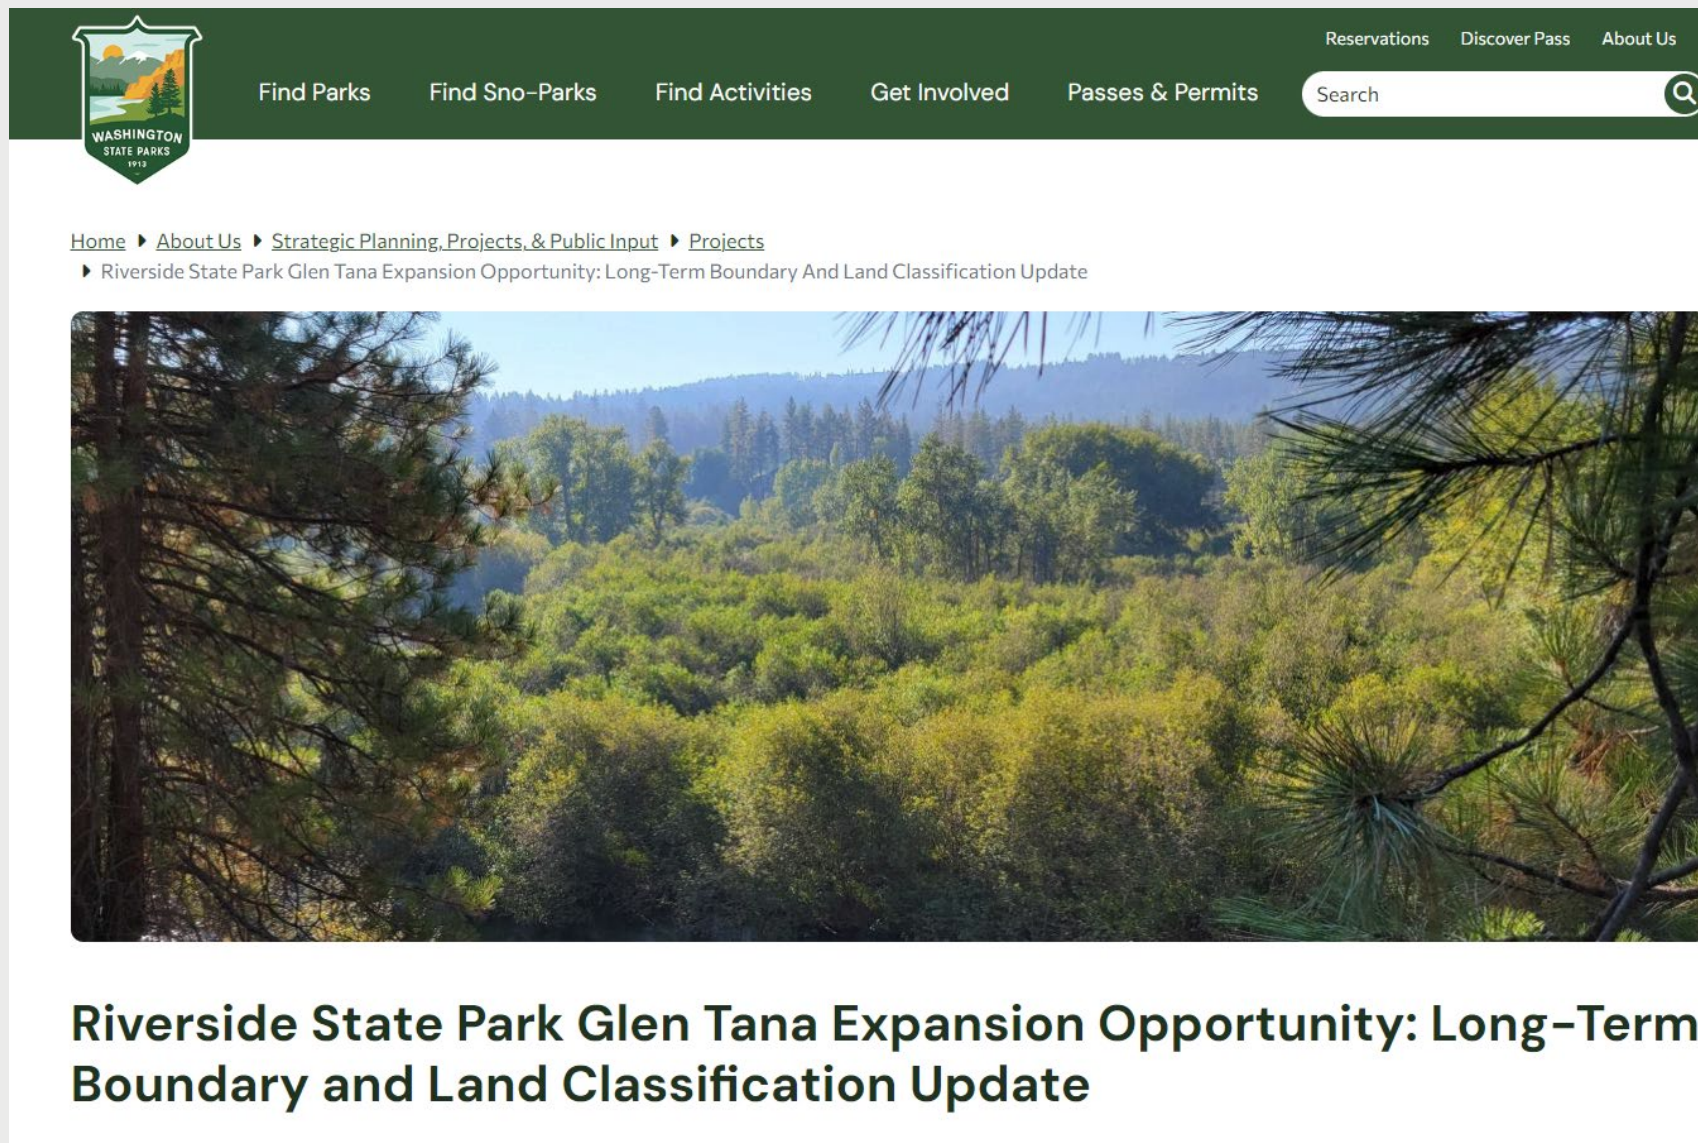 Reservations Discover Pass About Us
Find Parks Find Sno-Parks Find Activities Get Involved Passes & Permits Search
WASHINGTON
STATE PARKS
1913
Home About Us Strategic Planning, Projects, & Public Input Projects
Riverside State Park Glen Tana Expansion Opportunity: Long-Term Boundary And Land Classification Update
Riverside State Park Glen Tana Expansion Opportunity: Long-Term
Boundary and Land Classification Update